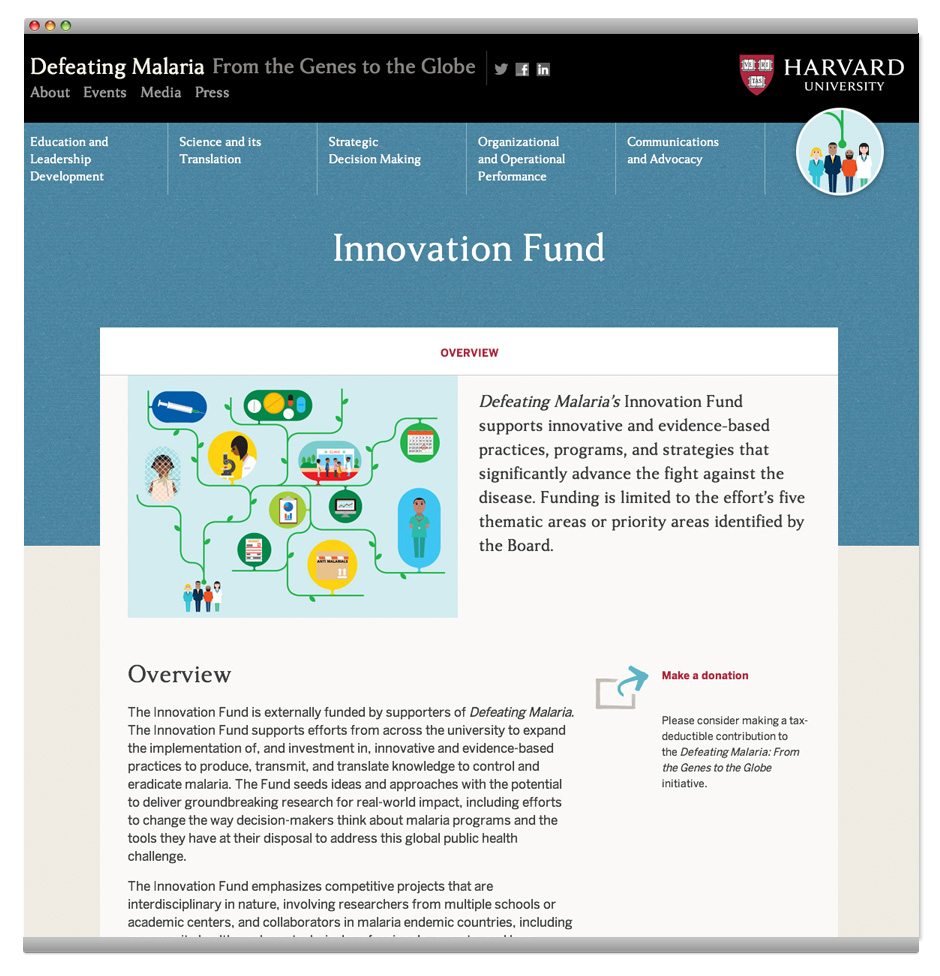 Defeating Malaria From the Genes to the Globe
About Events Media Press
HARVARD
UNIVERSITY
VE RI
TAS
Education and
Leadership
Development
Science and its
Translation
Strategic
Decision Making
Organizational
and Operational
Performance
Communications
and Advocacy
Innovation Fund
OVERVIEW
ANTI MALARIALS
Defeating Malaria's Innovation Fund
supports innovative and evidence-based
practices, programs, and strategies that
significantly advance the fight against the
disease. Funding is limited to the effort's five
thematic areas or priority areas identified by
the Board.
Overview
The Innovation Fund is externally funded by supporters of Defeating Malaria.
The Innovation Fund supports efforts from across the university to expand
the implementation of, and investment in, innovative and evidence-based
practices to produce, transmit, and translate knowledge to control and
eradicate malaria. The Fund seeds ideas and approaches with the potential
to deliver groundbreaking research for real-world impact, including efforts
to change the way decision-makers think about malaria programs and the
tools they have at their disposal to address this global public health
challenge.
The Innovation Fund emphasizes competitive projects that are
interdisciplinary in nature, involving researchers from multiple schools or
academic centers, and collaborators in malaria endemic countries, including
Make a donation
Please consider making a tax-
deductible contribution to
the Defeating Malaria: From
the Genes to the Globe
initiative.